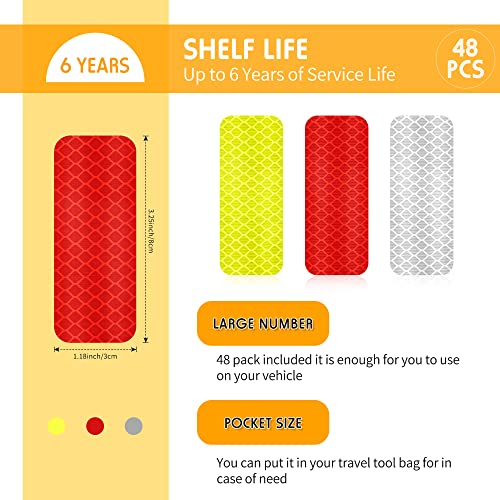 6 YEARS
SHELF LIFE
Up to 6 Years of Service Life
48
PCS
3.25inch/8cm
1.18inch/3cm
LARGE NUMBER
48 pack included it is enough for you to use
on your vehicle
POCKET SIZE
You can put it in your travel tool bag for in
case of need